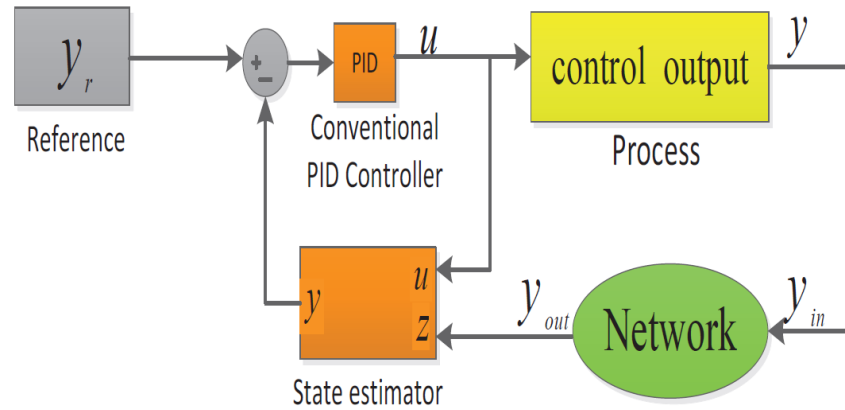 y r
Reference
+
−
PID
Conventional
PID Controller
u
control output
Process
y
y
u
z
State estimator
y out
Network
y in